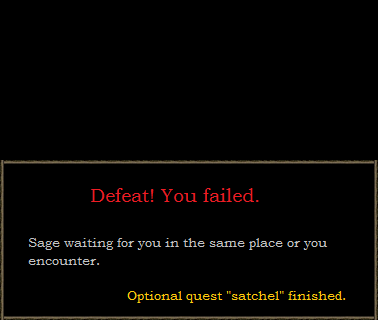 Defeat! You failed.
Sage waiting for you in the same place or you
encounter.
Optional quest "satchel" finished.